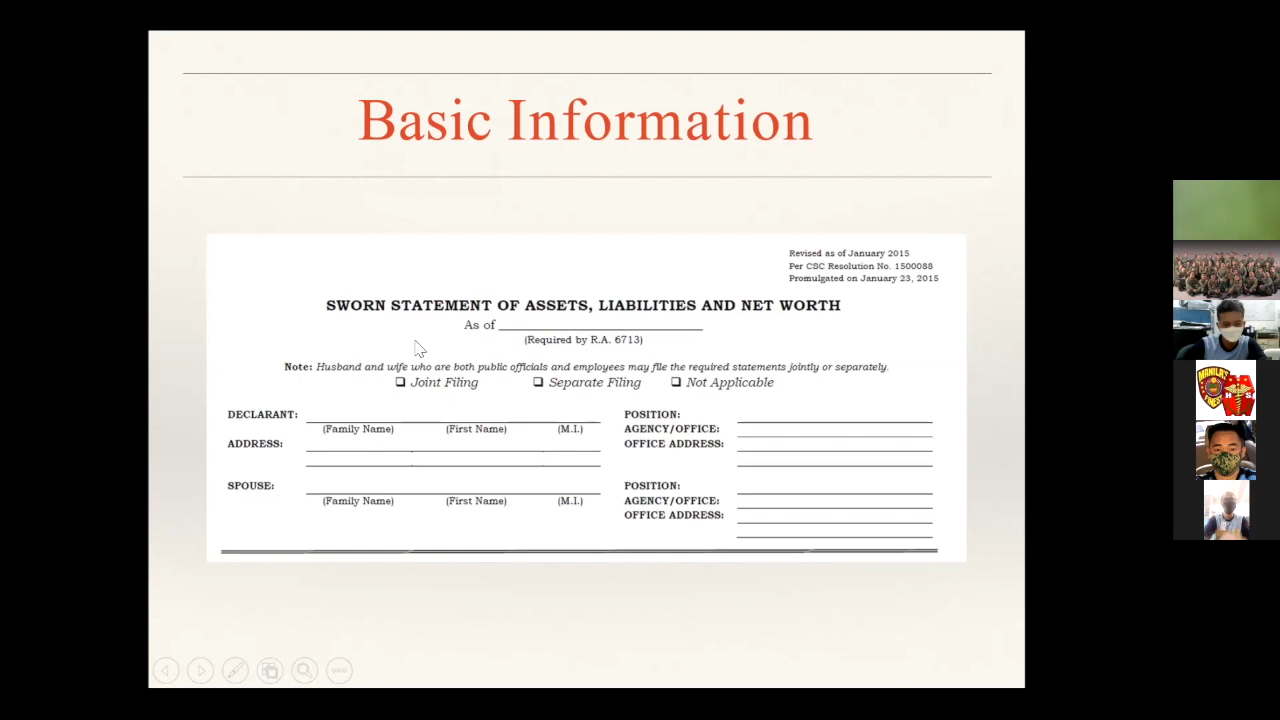 Basic Information
Revised as of January 2015
Per CSC Resolution No. 1500088
Promulgated on January 23, 2015
SWORN STATEMENT OF ASSETS, LIABILITIES AND NET WORTH
As of
(Required by R.A. 6713)
Note: Husband and wife who are both public officials and employees may file the required statements jointly or separately.
Joint Filing Separate Filing Not Applicable
DECLARANT: POSITION:
(Family Name) (First Name) (M.I.) AGENCY/OFFICE:
ADDRESS: OFFICE ADDRESS:
SPOUSE: POSITION:
(Family Name) (First Name) (M.I.) AGENCY/OFFICE:
OFFICE ADDRESS:
MANILA'S
FINEST
H S